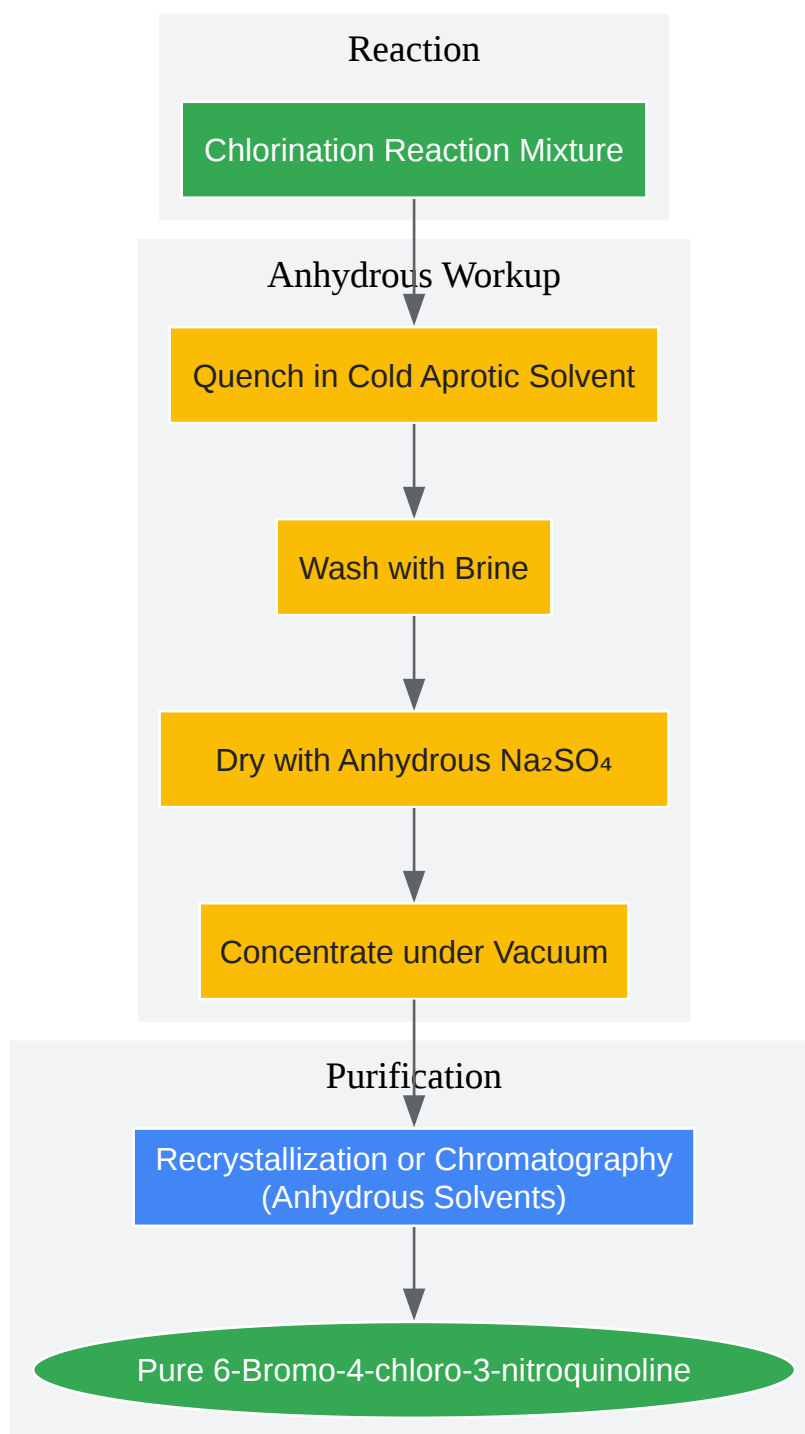 Reaction
Chlorination Reaction Mixture
Anhydrous Workup
Quench in Cold Aprotic Solvent
Wash with Brine
Dry with Anhydrous Na₂SO₄
Concentrate under Vacuum
Purification
Recrystallization or Chromatography
(Anhydrous Solvents)
Pure 6-Bromo-4-chloro-3-nitroquinoline